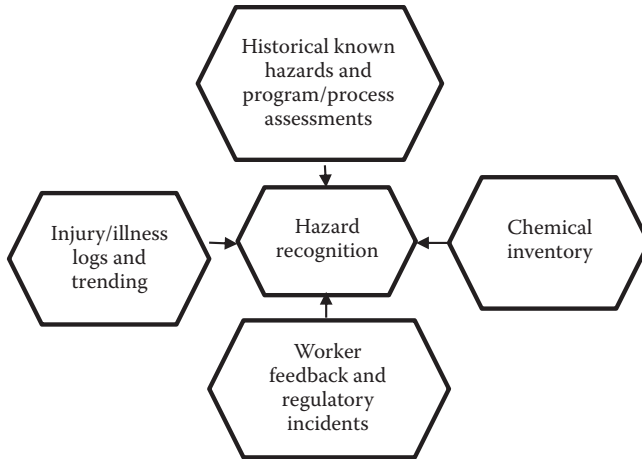 Historical known
hazards and
program/process
assessments
Injury/illness
logs and
trending
Hazard
recognition
Chemical
inventory
Worker
feedback and
regulatory
incidents